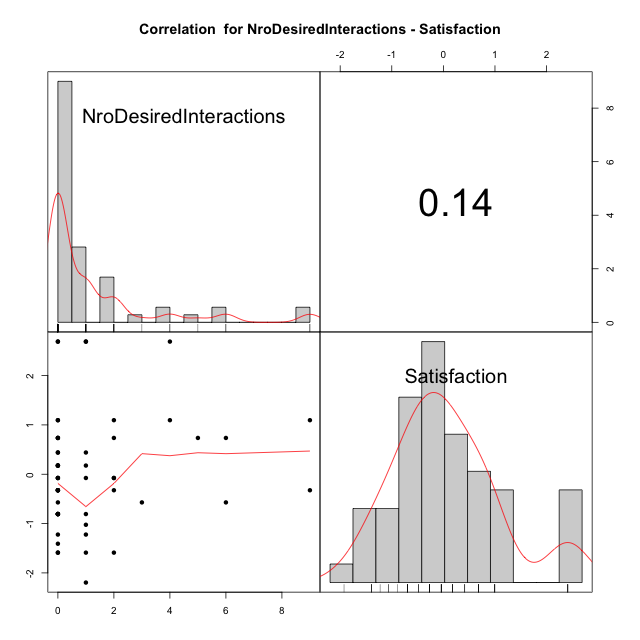 Correlation  for NroDesiredInteractions - Satisfaction
-2 -1 0 1 2
NroDesiredInteractions
0.14
8
6
4
2
0
Satisfaction
2
1
0
-1
-2
0 2 4 6 8